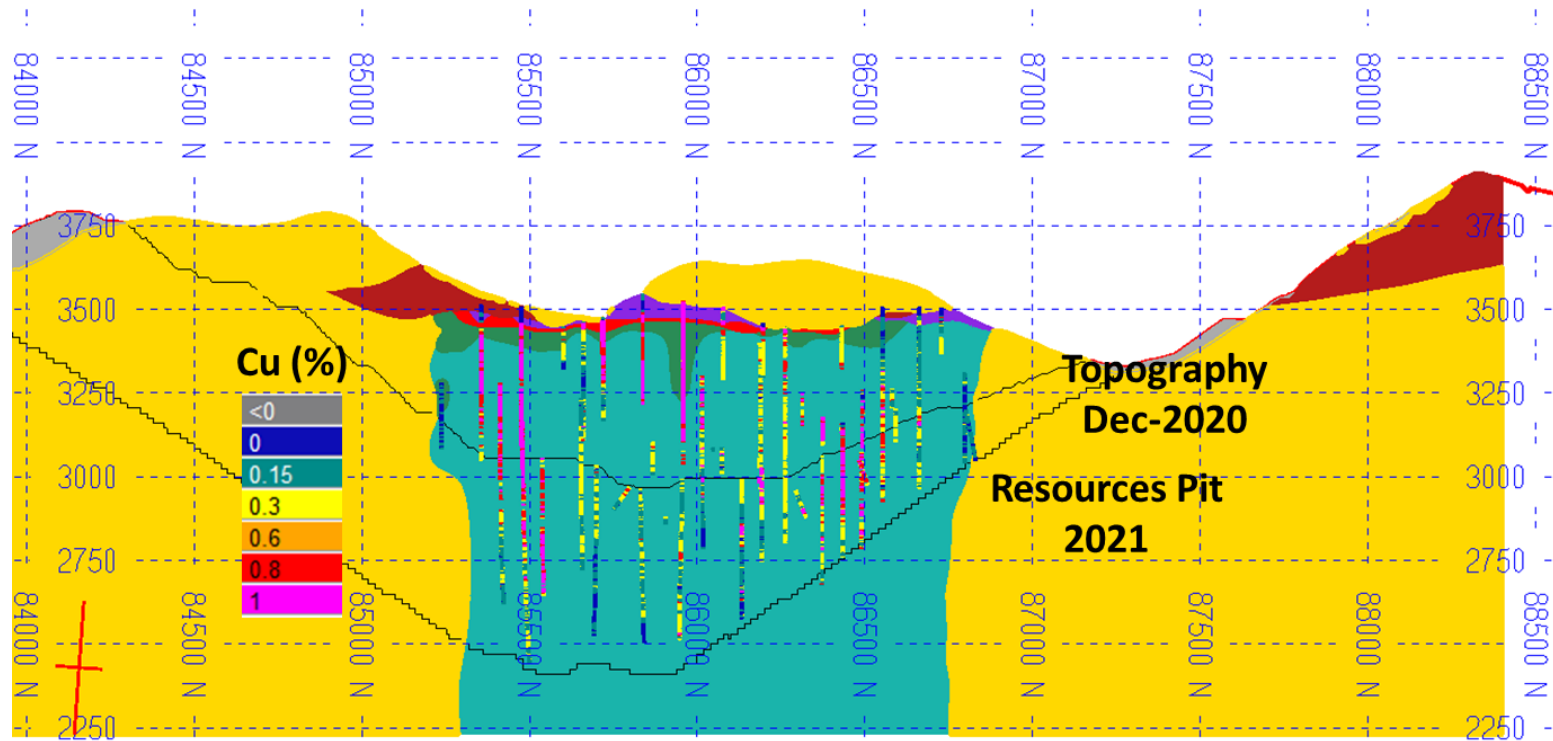 84000 N
84500 N
85000 N
85500 N
86000 N
86500 N
87000 N
87500 N
88000 N
88500 N
3750
3750
3500
3500
Cu (%)
<0
0
0.15
0.3
0.6
0.8
1
3250
3250
Topography
Dec-2020
3000
3000
Resources Pit
2021
2750
2750
84000 N
84500 N
85000 N
85500 N
86000 N
86500 N
87000 N
87500 N
88000 N
88500 N
2250
2250